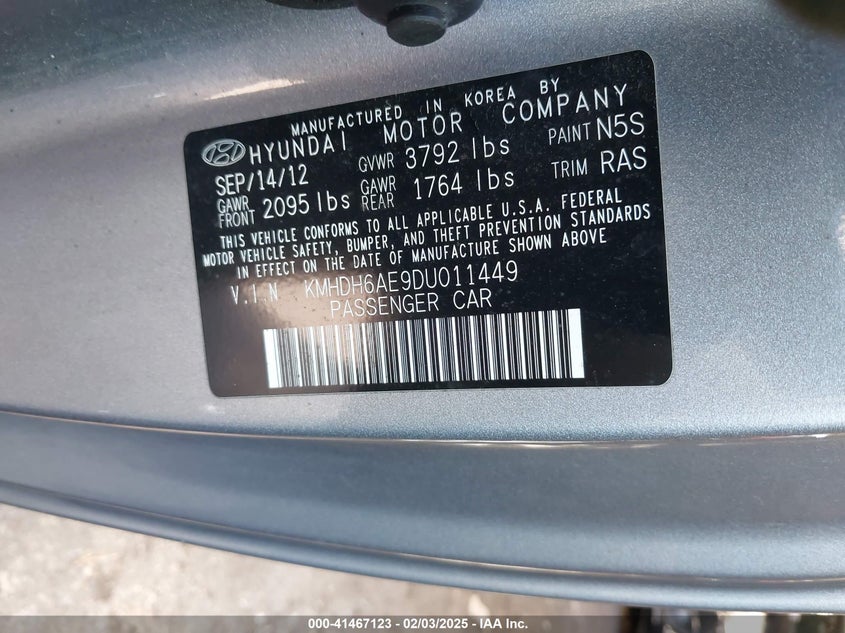 MANUFACTURED IN KOREA BY
HYUNDAI MOTOR COMPANY
SEP/14/12 GVWR 3792 lbs PAINT N5S
GAWR FRONT 2095 lbs GAWR REAR 1764 lbs TRIM RAS
THIS VEHICLE CONFORMS TO ALL APPLICABLE U.S.A. FEDERAL
MOTOR VEHICLE SAFETY, BUMPER, AND THEFT PREVENTION STANDARDS
IN EFFECT ON THE DATE OF MANUFACTURE SHOWN ABOVE
V.I.N KMHDH6AE9DU011449
PASSENGER CAR
000-41467123 - 02/03/2025 - IAA Inc.